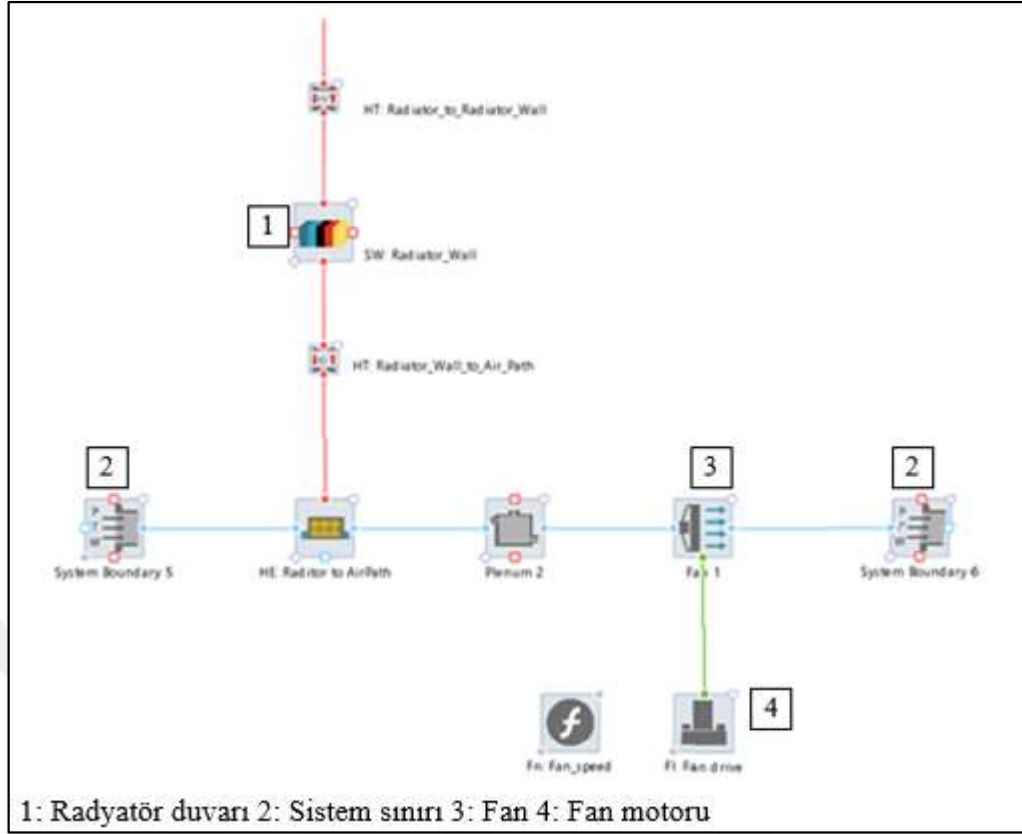 HT: Radiator_to_Radiator_Wall
1
SW: Radiator_Wall
HT: Radiator_Wall_to_Air_Path
2
3
2
System Boundary 5
HE: Raditor to AirPath
Plenum 2
Fan 1
System Boundary 6
4
Fn: Fan_speed
FI: Fan drive
1: Radyatör duvarı 2: Sistem sınırı 3: Fan 4: Fan motoru